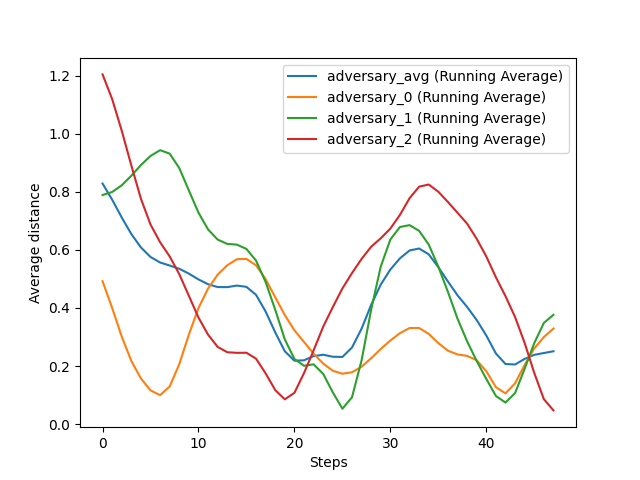 adversary_avg (Running Average)
adversary_0 (Running Average)
adversary_1 (Running Average)
adversary_2 (Running Average)
1.2
1.0
0.8
0.6
0.4
0.2
0.0
Average distance
0 10 20 30 40
Steps